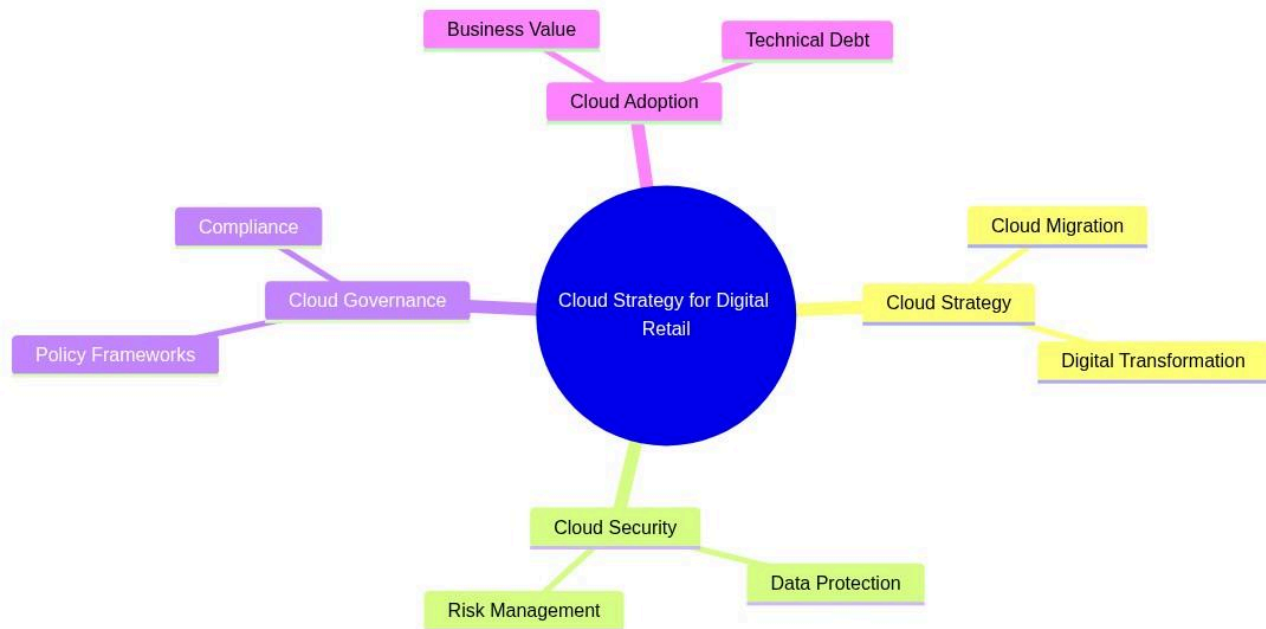 Business Value
Technical Debt
Cloud Adoption
Compliance
Cloud Migration
Cloud Governance
Cloud Strategy for Digital
Retail
Cloud Strategy
Policy Frameworks
Digital Transformation
Cloud Security
Data Protection
Risk Management